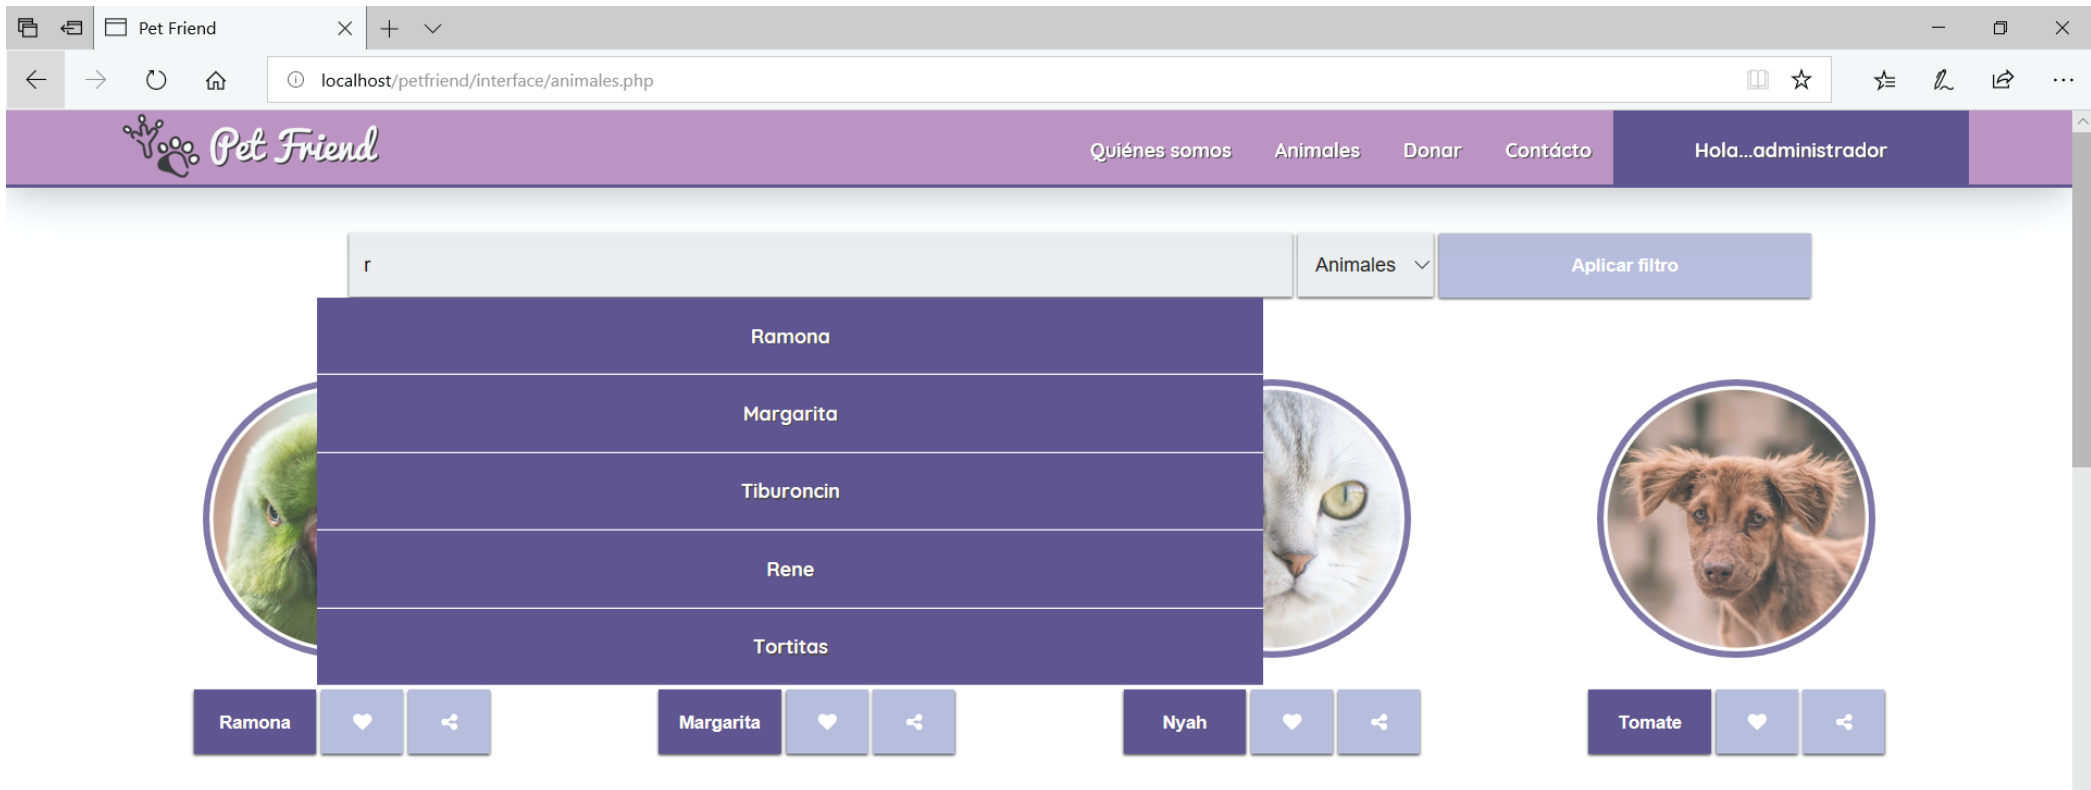 Pet Friend
localhost/petfriend/interface/animales.php
Pet Friend
Quiénes somos Animales Donar Contácto Hola...administrador
r Animales Aplicar filtro
Ramona
Margarita
Tiburoncin
Rene
Tortitas
Ramona Margarita Nyah Tomate